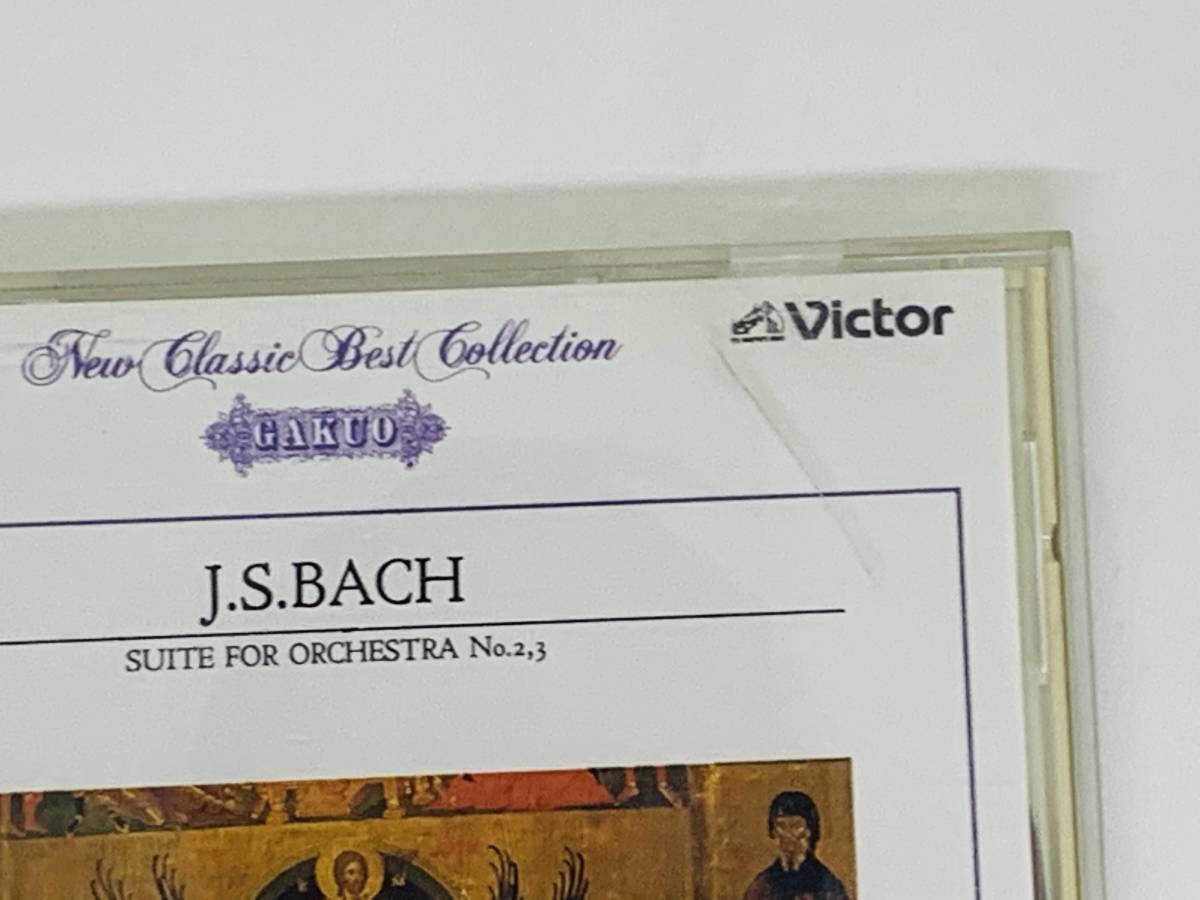 Victor
New Classic Best Collection
GAKUO
J.S.BACH
SUITE FOR ORCHESTRA No.2,3